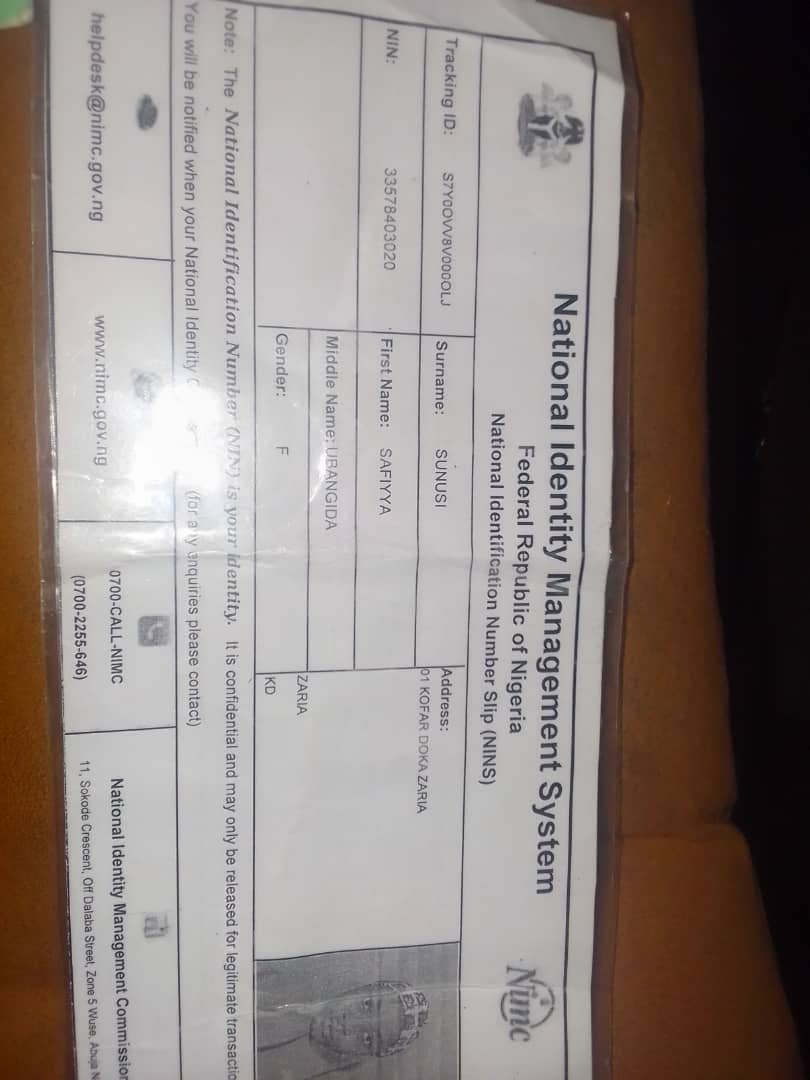 National Identity Management System
Federal Republic of Nigeria
National Identification Number Slip (NINS)
Nimc
Tracking ID: S7Y0OVV8V000OLJ
Surname: SUNUSI
Address:
01 KOFAR DOKA ZARIA
NIN: 33578403020
First Name: SAFIYYA
Middle Name: UBANGIDA
Gender: F
ZARIA
KD
Note: The National Identification Number (NIN) is your identity. It is confidential and may only be released for legitimate
You will be notified when your National Identity (for any enquiries please contact)
helpdesk@nimc.gov.ng
www.nimc.gov.ng
0700-CALL-NIMC
(0700-2255-646)
National Identity Management Commission
11, Sokode Crescent, Off Dalaba Street, Zone 5 Wuse, Abuja